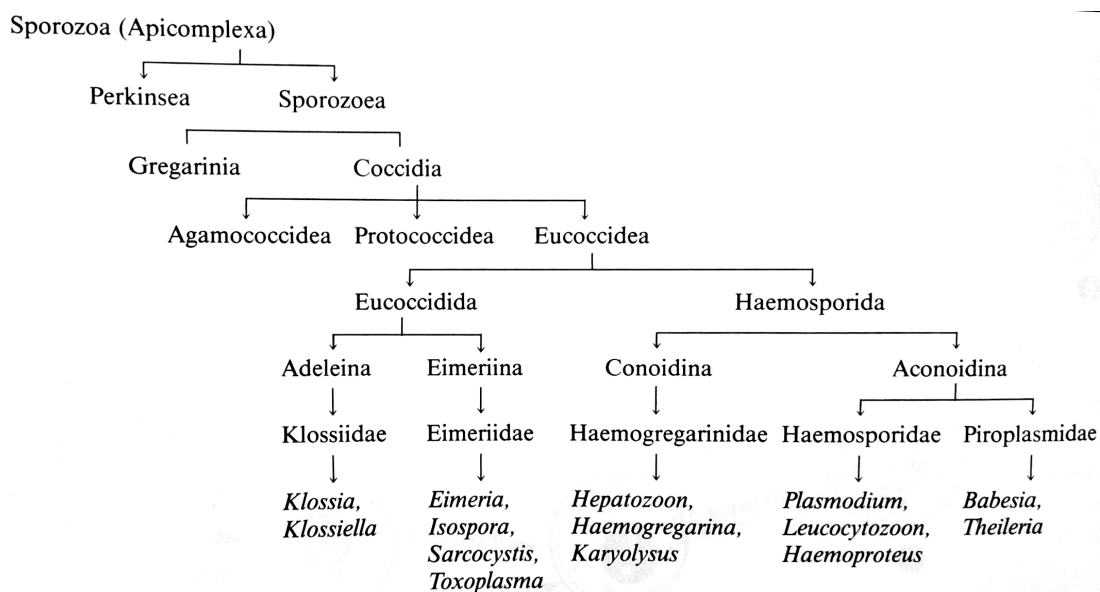 Sporozoa (Apicomplexa)
Perkinsea Sporozoea
Gregarinia Coccidia
Agamococcidea Protococcidea Eucoccidea
Eucoccidida Haemosporida
Adeleina Eimeriina Conoidina Aconoidina
Klossiidae Eimeriidae Haemogregarinidae Haemosporidae Piroplasmidae
Klossia, Eimeria, Hepatozoon, Plasmodium, Babesia,
Klossiella Isospora, Haemogregarina, Leucocytozoon, Theileria
Sarcocystis, Karyolysus Haemoproteus
Toxoplasma